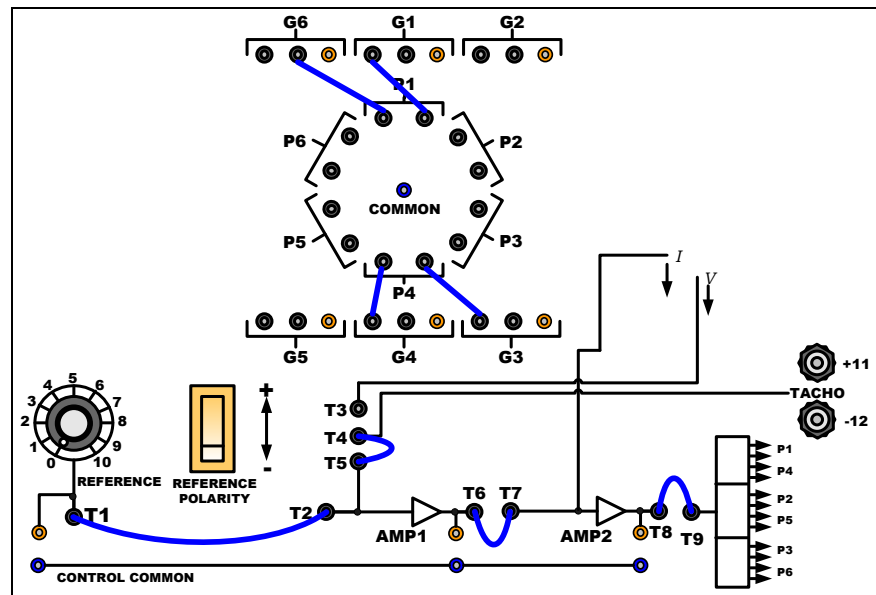 G6 G1 G2
P1
P6 P2
COMMON
P5 P3
P4
G5 G4 G3
I
V
+11
TACHO
-12
0 1 2 3 4 5 6 7 8 9 10
REFERENCE
+
-
REFERENCE
POLARITY
T3
T4
T5
T1 T2 AMP1 T6 T7 AMP2 T8 T9
P1
P4
P2
P5
P3
P6
CONTROL COMMON